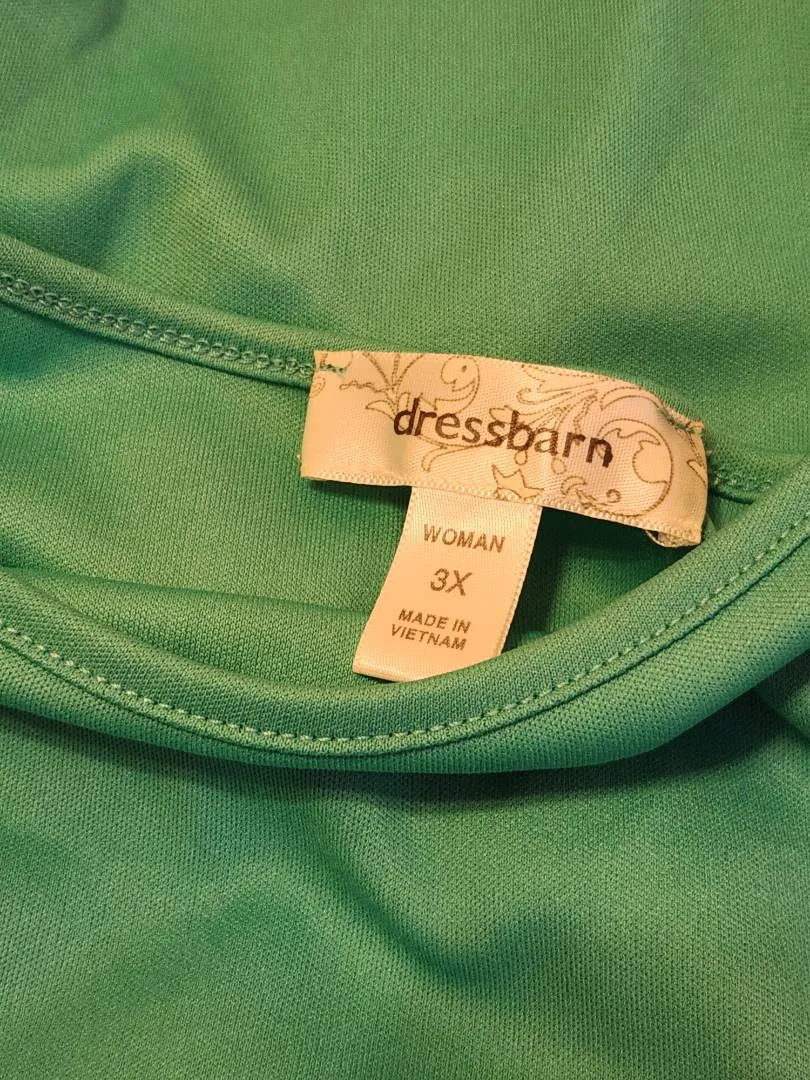 dressbarn
WOMAN
3X
MADE IN
VIETNAM